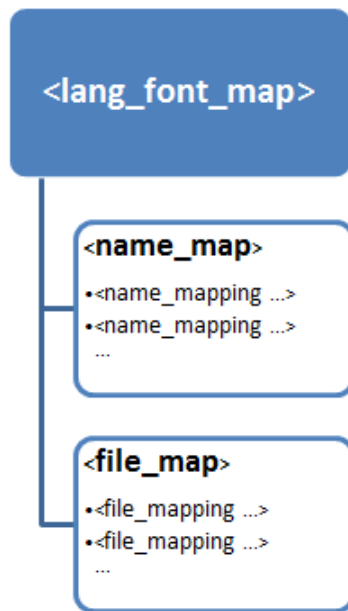 <lang_font_map>
<name_map>
•<name_mapping ...>
•<name_mapping ...>
...
<file_map>
•<file_mapping ...>
•<file_mapping ...>
...